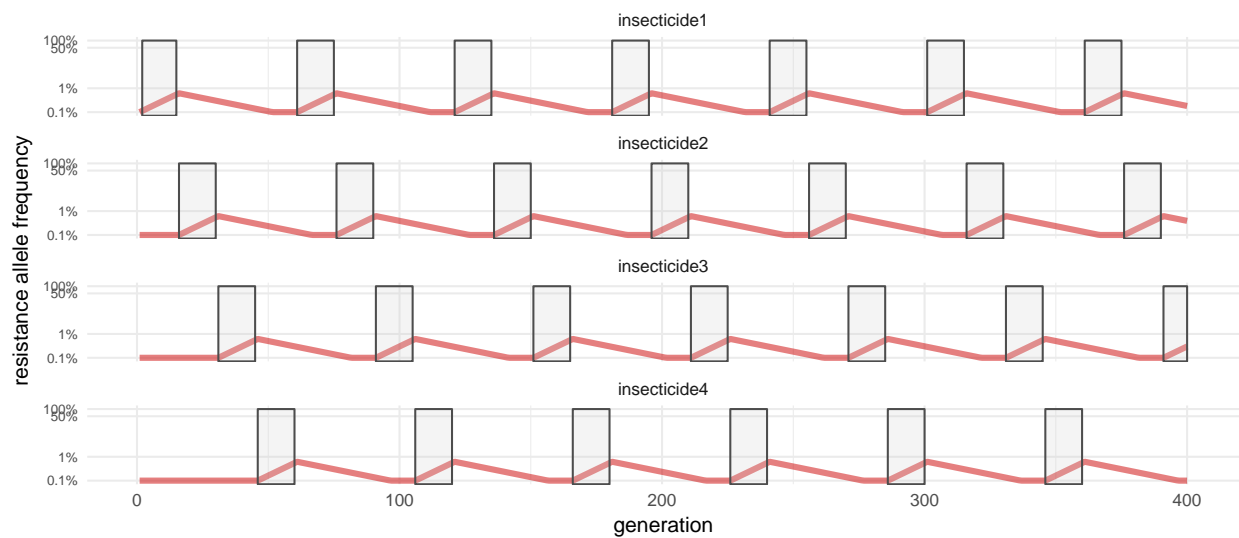 insecticide1
100%
50%
1%
0.1%
insecticide2
100%
50%
1%
0.1%
insecticide3
100%
50%
1%
0.1%
insecticide4
100%
50%
1%
0.1%
0 100 200 300 400
generation
resistance allele frequency